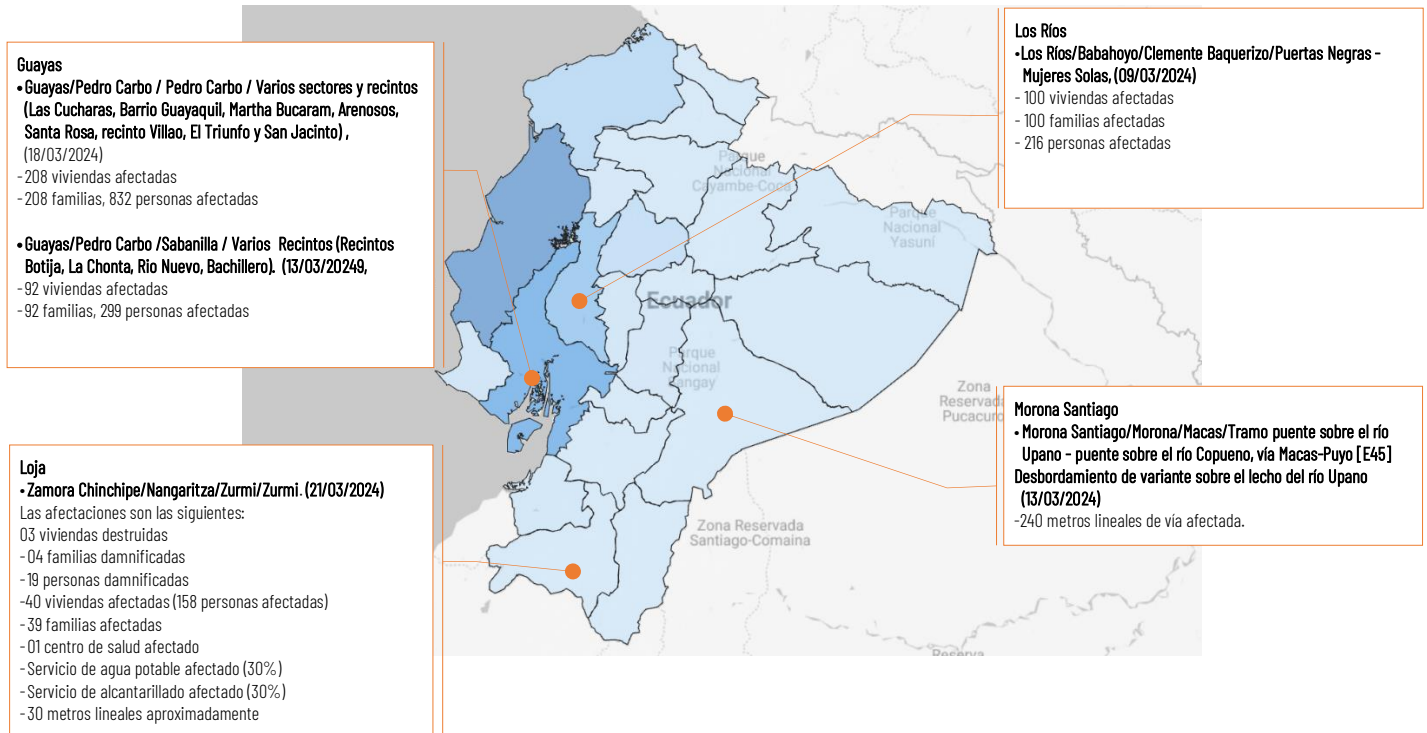 Guayas
•Guayas/Pedro Carbo / Pedro Carbo / Varios sectores y recintos
(Las Cucharas, Barrio Guayaquil, Martha Bucaram, Arenosos,
Santa Rosa, recinto Villao, El Triunfo y San Jacinto) ,
(18/03/2024)
-208 viviendas afectadas
-208 familias, 832 personas afectadas
•Guayas/Pedro Carbo /Sabanilla / Varios Recintos (Recintos
Botija, La Chonta, Rio Nuevo, Bachillero). (13/03/20249,
-92 viviendas afectadas
-92 familias, 299 personas afectadas
Los Ríos
•Los Ríos/Babahoyo/Clemente Baquerizo/Puertas Negras -
Mujeres Solas, (09/03/2024)
- 100 viviendas afectadas
- 100 familias afectadas
- 216 personas afectadas
Parque
Nacional
Cayambe-Coca
Parque
Nacional
Yasuní
Ecuador
Parque
Nacional
Sangay
Zona
Reservada
Pucacuro
Zona Reservada
Santiago-Comaina
Reserva
Loja
•Zamora Chinchipe/Nangaritza/Zurmi/Zurmi. (21/03/2024)
Las afectaciones son las siguientes:
03 viviendas destruidas
-04 familias damnificadas
-19 personas damnificadas
-40 viviendas afectadas (158 personas afectadas)
-39 familias afectadas
-01 centro de salud afectado
-Servicio de agua potable afectado (30%)
-Servicio de alcantarillado afectado (30%)
-30 metros lineales aproximadamente
Morona Santiago
• Morona Santiago/Morona/Macas/Tramo puente sobre el río
Upano - puente sobre el río Copueno, vía Macas-Puyo [E45]
Desbordamiento de variante sobre el lecho del río Upano
(13/03/2024)
-240 metros lineales de vía afectada.